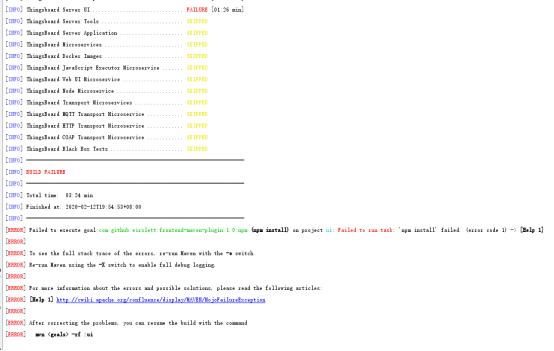 [INFO] Thingsboard Server UI .............................. FAILURE [01:26 min]
[INFO] Thingsboard Server Tools ........................... SKIPPED
[INFO] Thingsboard Server Application ..................... SKIPPED
[INFO] ThingsBoard Microservices .......................... SKIPPED
[INFO] ThingsBoard Docker Images .......................... SKIPPED
[INFO] ThingsBoard JavaScript Executor Microservice ....... SKIPPED
[INFO] ThingsBoard Web UI Microservice .................... SKIPPED
[INFO] ThingsBoard Node Microservice ...................... SKIPPED
[INFO] ThingsBoard Transport Microservices ................ SKIPPED
[INFO] ThingsBoard MQTT Transport Microservice ............ SKIPPED
[INFO] ThingsBoard HTTP Transport Microservice ............ SKIPPED
[INFO] ThingsBoard COAP Transport Microservice ............ SKIPPED
[INFO] ThingsBoard Black Box Tests ........................ SKIPPED
[INFO] ------------------------------------------------------------------------
[INFO] BUILD FAILURE
[INFO] ------------------------------------------------------------------------
[INFO] Total time: 03:24 min
[INFO] Finished at: 2020-02-12T19:54:53+08:00
[INFO] ------------------------------------------------------------------------
[ERROR] Failed to execute goal com.github.eirslett:frontend-maven-plugin:1.0:npm (npm install) on project ui: Failed to run task: 'npm install' failed. (error code 1) -> [Help 1]
[ERROR]
[ERROR] To see the full stack trace of the errors, re-run Maven with the -e switch.
[ERROR] Re-run Maven using the -X switch to enable full debug logging.
[ERROR]
[ERROR] For more information about the errors and possible solutions, please read the following articles:
[ERROR] [Help 1] http://cwiki.apache.org/confluence/display/MAVEN/MojoFailureException
[ERROR]
[ERROR] After correcting the problems, you can resume the build with the command
[ERROR] mvn <goals> -rf :ui